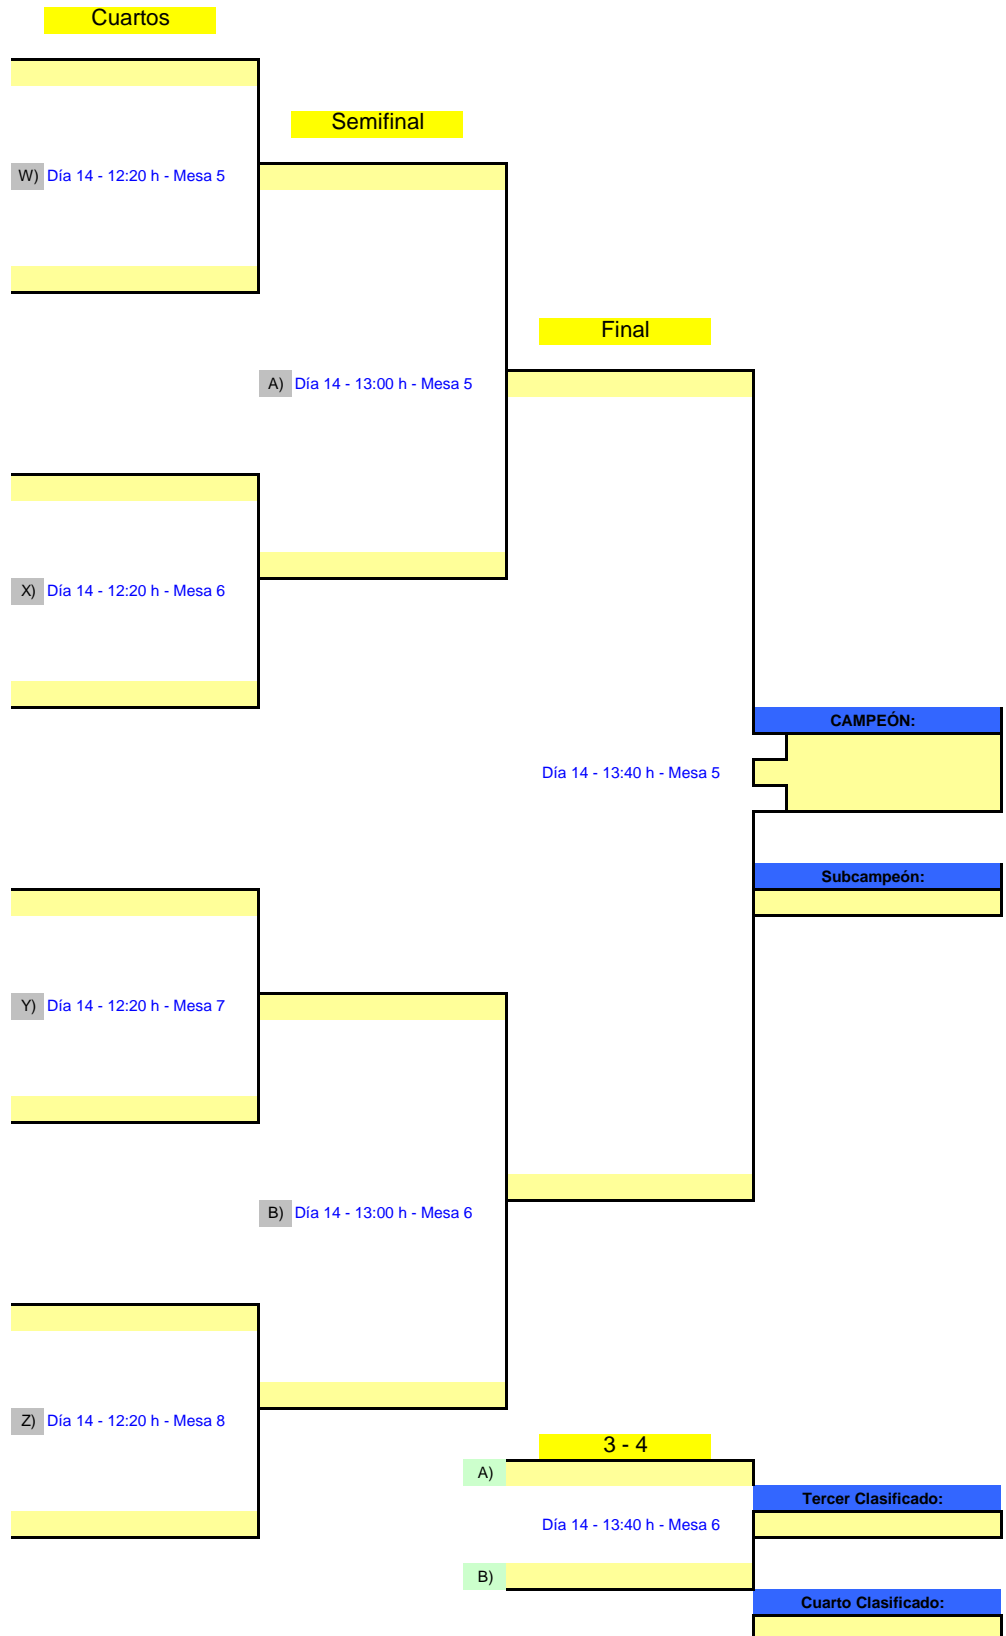 Cuartos
Semifinal
W) Día 14 - 12:20 h - Mesa 5
Final
A) Día 14 - 13:00 h - Mesa 5
X) Día 14 - 12:20 h - Mesa 6
CAMPEÓN:
Día 14 - 13:40 h - Mesa 5
Subcampeón:
Y) Día 14 - 12:20 h - Mesa 7
B) Día 14 - 13:00 h - Mesa 6
Z) Día 14 - 12:20 h - Mesa 8
3 - 4
A)
Tercer Clasificado:
Día 14 - 13:40 h - Mesa 6
B)
Cuarto Clasificado: